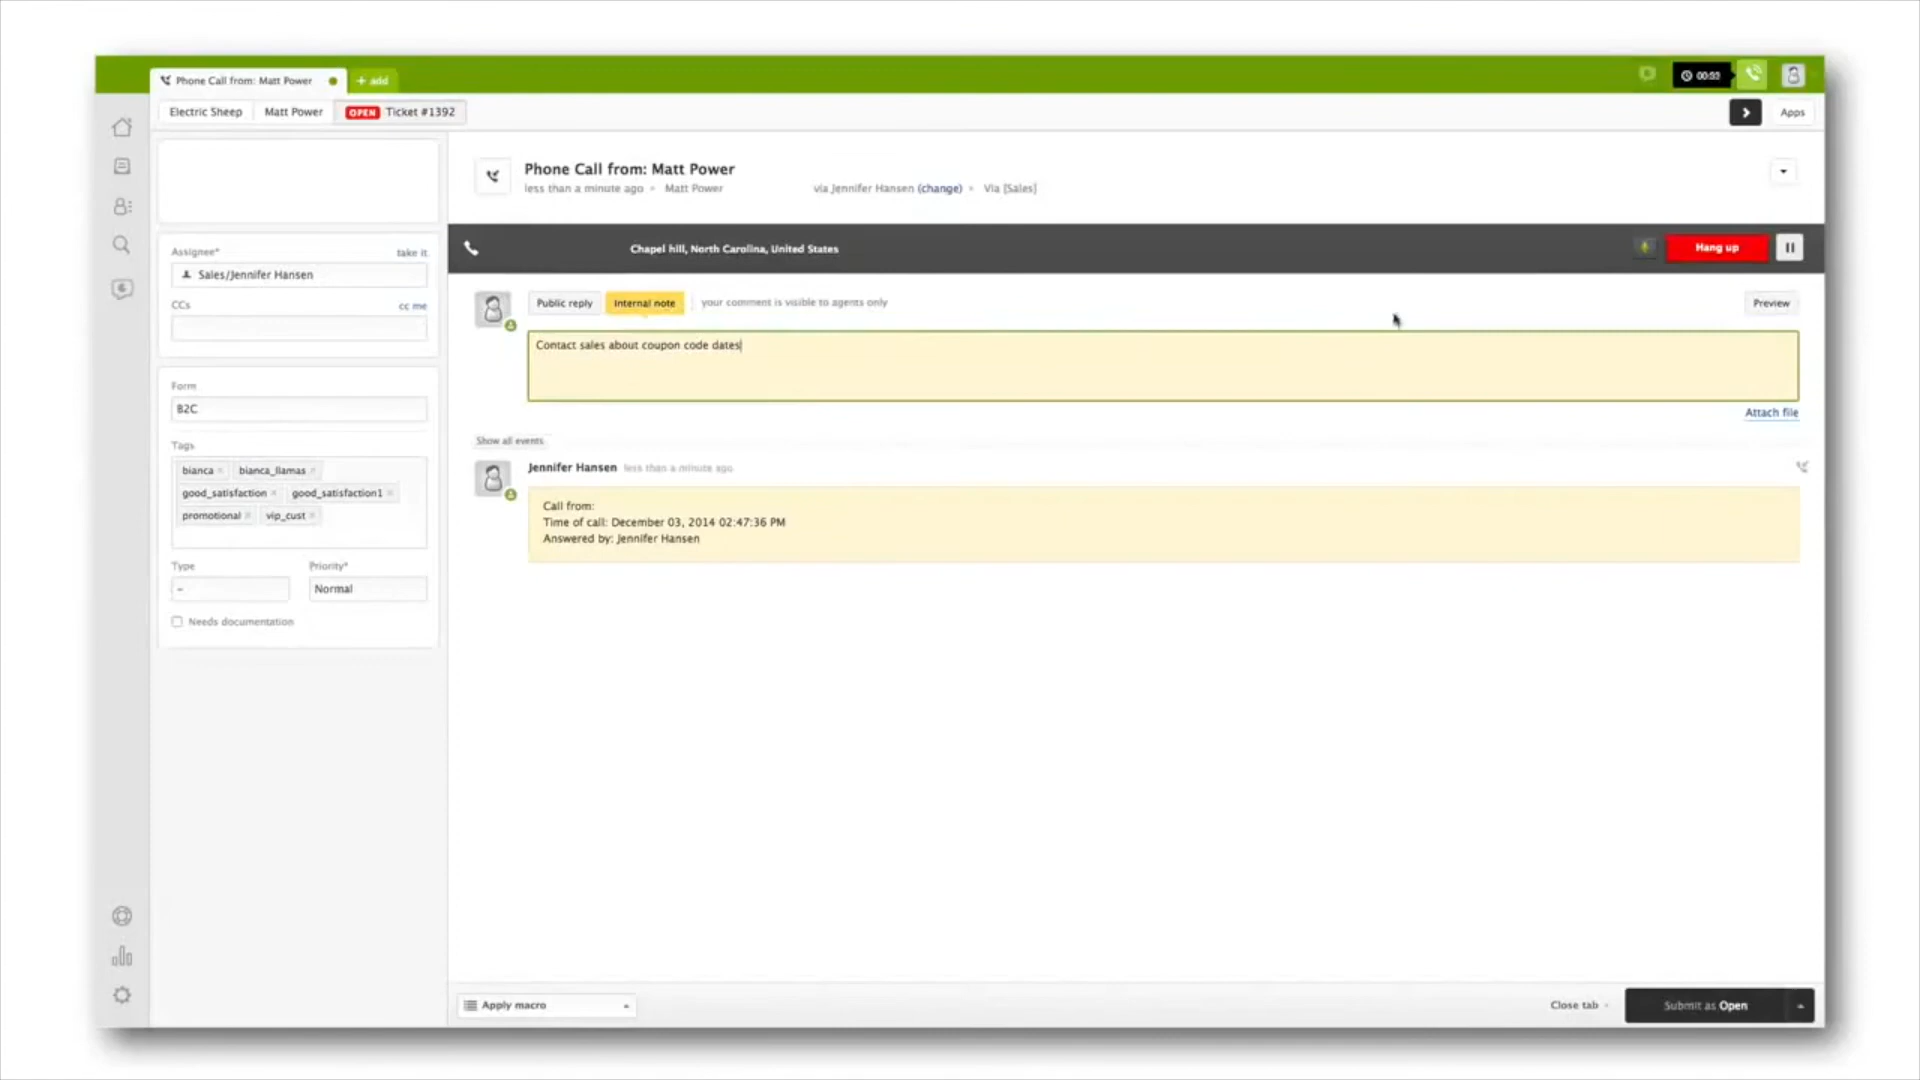 Phone Call from: Matt Power
+ add
Electric Sheep
Matt Power
OPEN Ticket #1392
Apps
Phone Call from: Matt Power
less than a minute ago • Matt Power via Jennifer Hansen (change) • Via [Sales]
Chapel hill, North Carolina, United States
Hang up
Assignee* take it
Sales/Jennifer Hansen
CCs cc me
Form
B2C
Tags
bianca × bianca_llamas ×
good_satisfaction × good_satisfaction1 ×
promotional × vip_cust ×
Type Priority*
- Normal
Needs documentation
Public reply Internal note your comment is visible to agents only Preview
Contact sales about coupon code dates
Attach file
Show all events
Jennifer Hansen less than a minute ago
Call from:
Time of call: December 03, 2014 02:47:36 PM
Answered by: Jennifer Hansen
Apply macro
Close tab
Submit as Open